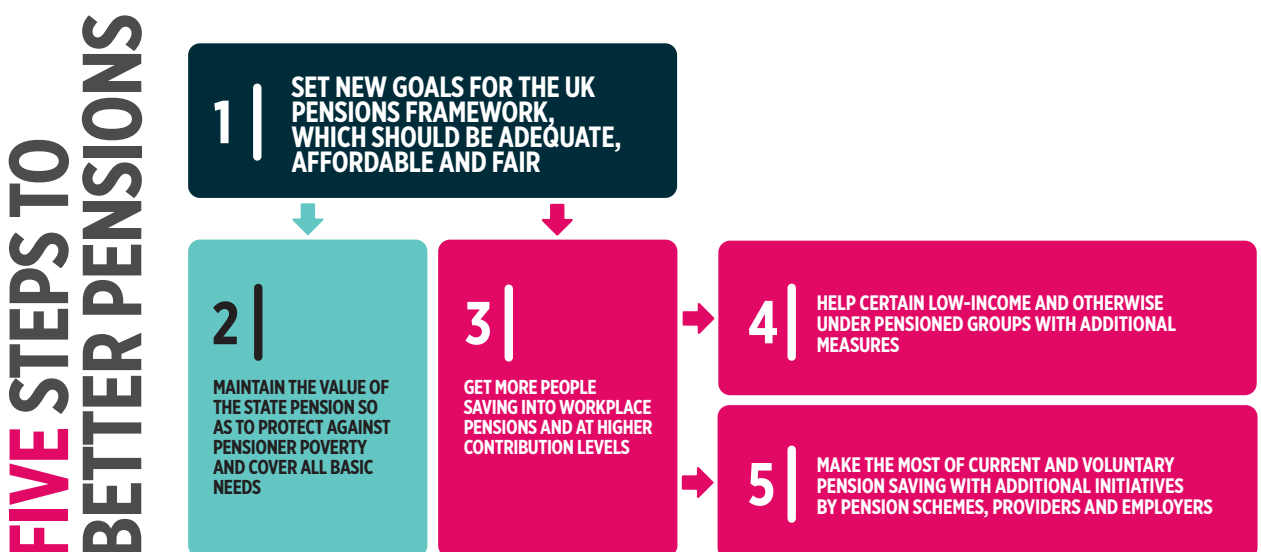 FIVE STEPS TO
BETTER PENSIONS
1
SET NEW GOALS FOR THE UK
PENSIONS FRAMEWORK,
WHICH SHOULD BE ADEQUATE,
AFFORDABLE AND FAIR
2
MAINTAIN THE VALUE OF
THE STATE PENSION SO
AS TO PROTECT AGAINST
PENSIONER POVERTY
AND COVER ALL BASIC
NEEDS
3
GET MORE PEOPLE
SAVING INTO WORKPLACE
PENSIONS AND AT HIGHER
CONTRIBUTION LEVELS
4
HELP CERTAIN LOW-INCOME AND OTHERWISE
UNDER PENSIONED GROUPS WITH ADDITIONAL
MEASURES
5
MAKE THE MOST OF CURRENT AND VOLUNTARY
PENSION SAVING WITH ADDITIONAL INITIATIVES
BY PENSION SCHEMES, PROVIDERS AND EMPLOYERS